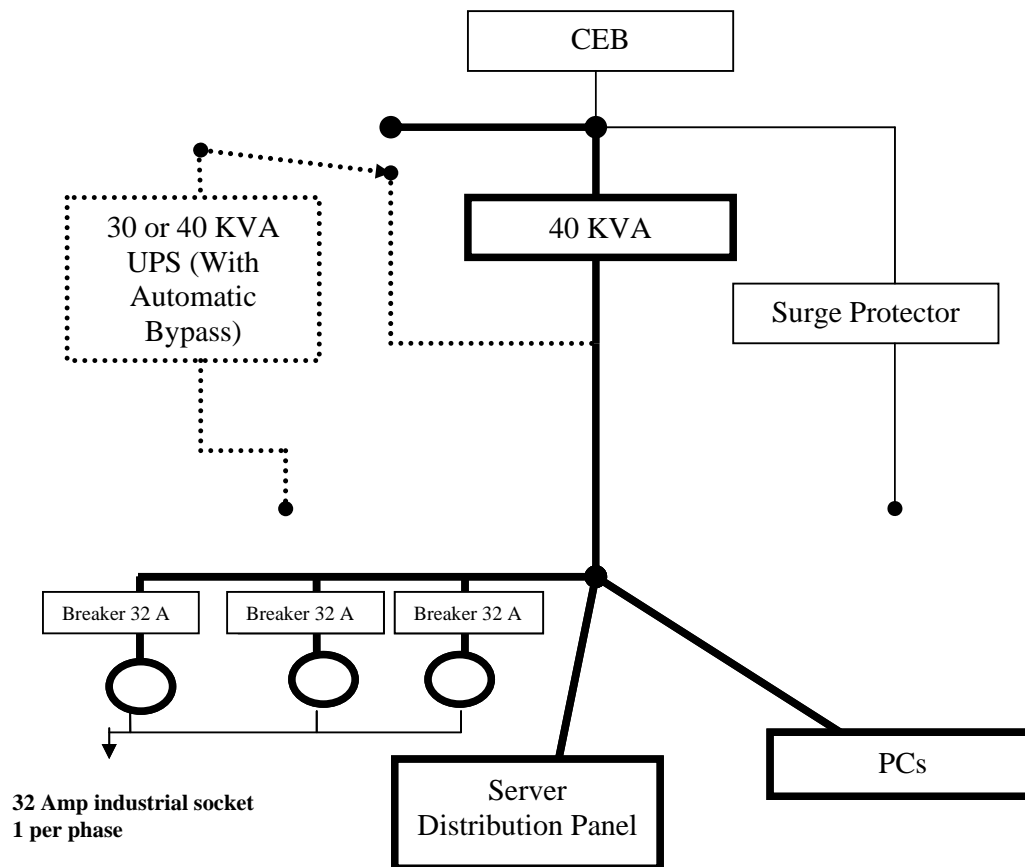 CEB
30 or 40 KVA
UPS (With
Automatic
Bypass)
40 KVA
Surge Protector
Breaker 32 A
Breaker 32 A
Breaker 32 A
32 Amp industrial socket
1 per phase
Server
Distribution Panel
PCs